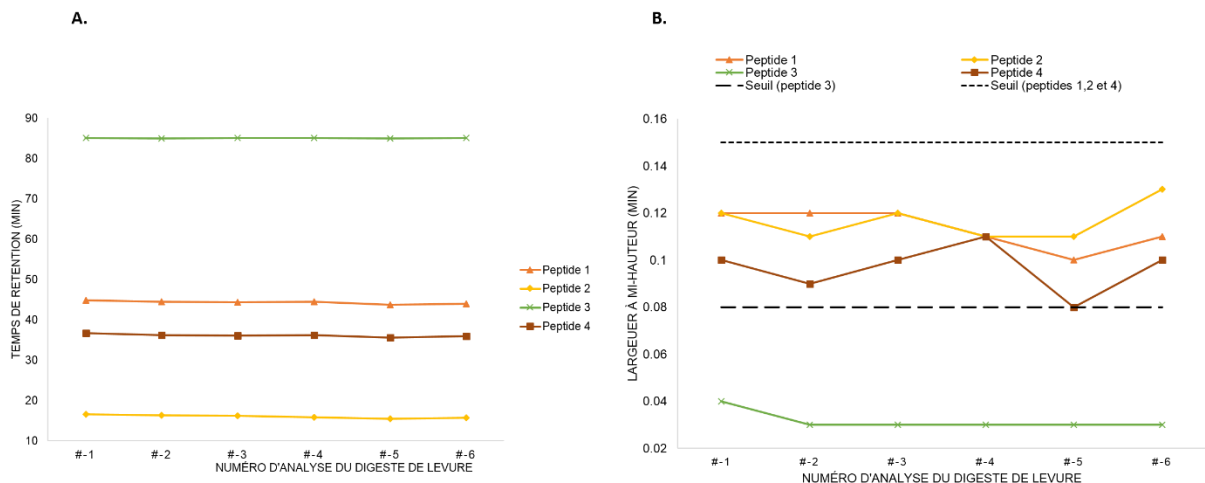 A.
TEMPS DE RETENTION (MIN)
90
80
70
60
50
40
30
20
10
#-1
#-2
#-3
#-4
#-5
#-6
NUMÉRO D'ANALYSE DU DIGESTE DE LEVURE
Peptide 1
Peptide 2
Peptide 3
Peptide 4
B.
Peptide 1
Peptide 2
Peptide 3
Peptide 4
Seuil (peptide 3)
Seuil (peptides 1,2 et 4)
LARGEUER À MI-HAUTEUR (MIN)
0.16
0.14
0.12
0.1
0.08
0.06
0.04
0.02
#-1
#-2
#-3
#-4
#-5
#-6
NUMÉRO D'ANALYSE DU DIGESTE DE LEVURE